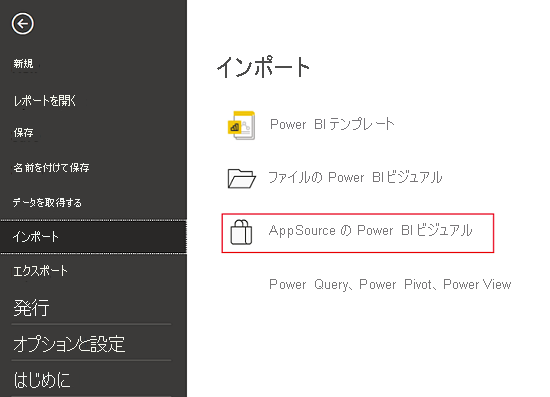 新規
レポートを開く
保存
名前を付けて保存
データを取得する
インポート
エクスポート
発行
オプションと設定
はじめに
インポート
Power BI テンプレート
ファイルの Power BI ビジュアル
AppSource の Power BI ビジュアル
Power Query、Power Pivot、Power View